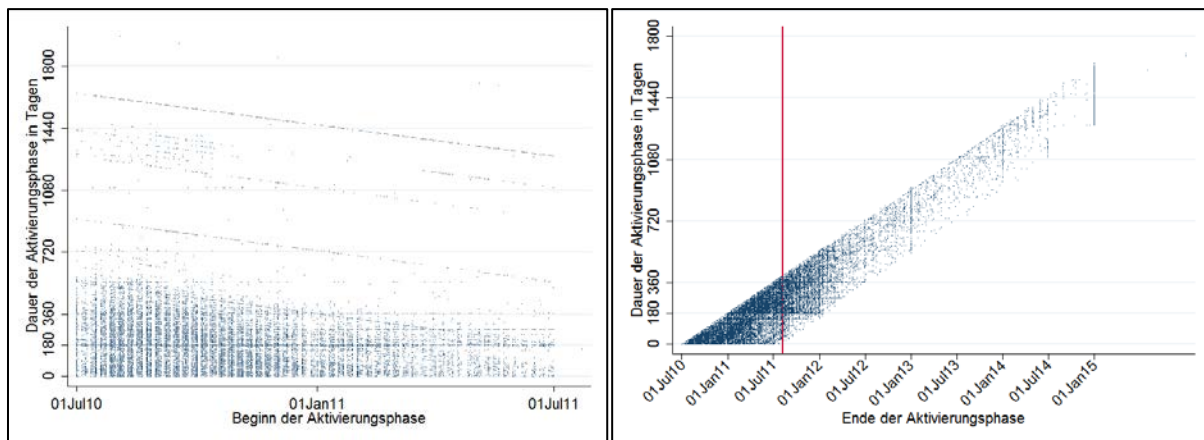 Dauer der Aktivierungsphase in Tagen
1800
1440
1080
720
360
180
0
01Jul10
01Jan11
01Jul11
Beginn der Aktivierungsphase
Dauer der Aktivierungsphase in Tagen
1800
1440
1080
720
360
180
0
01Jul10
01Jan11
01Jul11
01Jan12
01Jul12
01Jan13
01Jul13
01Jan14
01Jul14
01Jan15
Ende der Aktivierungsphase